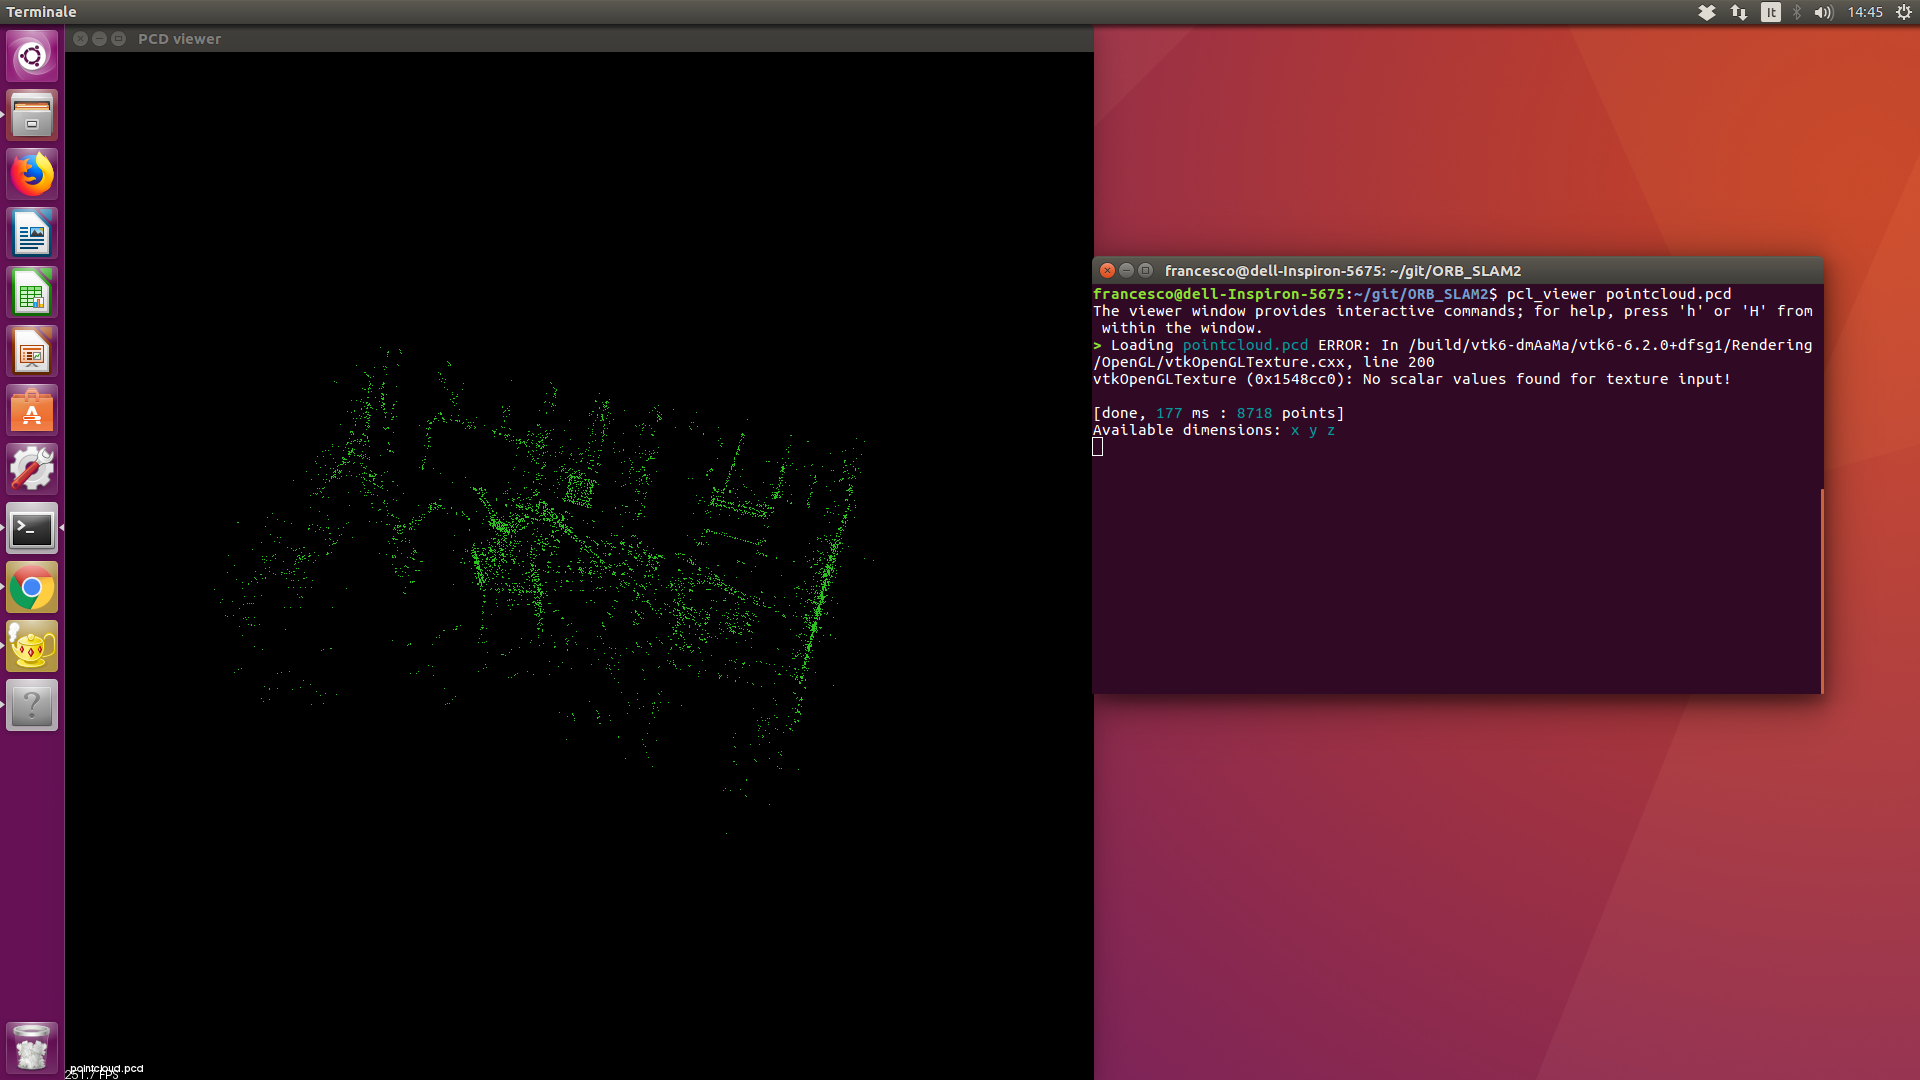 Terminale
It
14:45
PCD viewer
francesco@dell-Inspiron-5675: ~/git/ORB_SLAM2
francesco@dell-Inspiron-5675:~/git/ORB_SLAM2$ pcl_viewer pointcloud.pcd
The viewer window provides interactive commands; for help, press 'h' or 'H' from
 within the window.
> Loading pointcloud.pcd ERROR: In /build/vtk6-dmAaMa/vtk6-6.2.0+dfsg1/Rendering
/OpenGL/vtkOpenGLTexture.cxx, line 200
vtkOpenGLTexture (0x1548cc0): No scalar values found for texture input!
[done, 177 ms : 8718 points]
Available dimensions: x y z
pointcloud.pcd
251.7 FPS